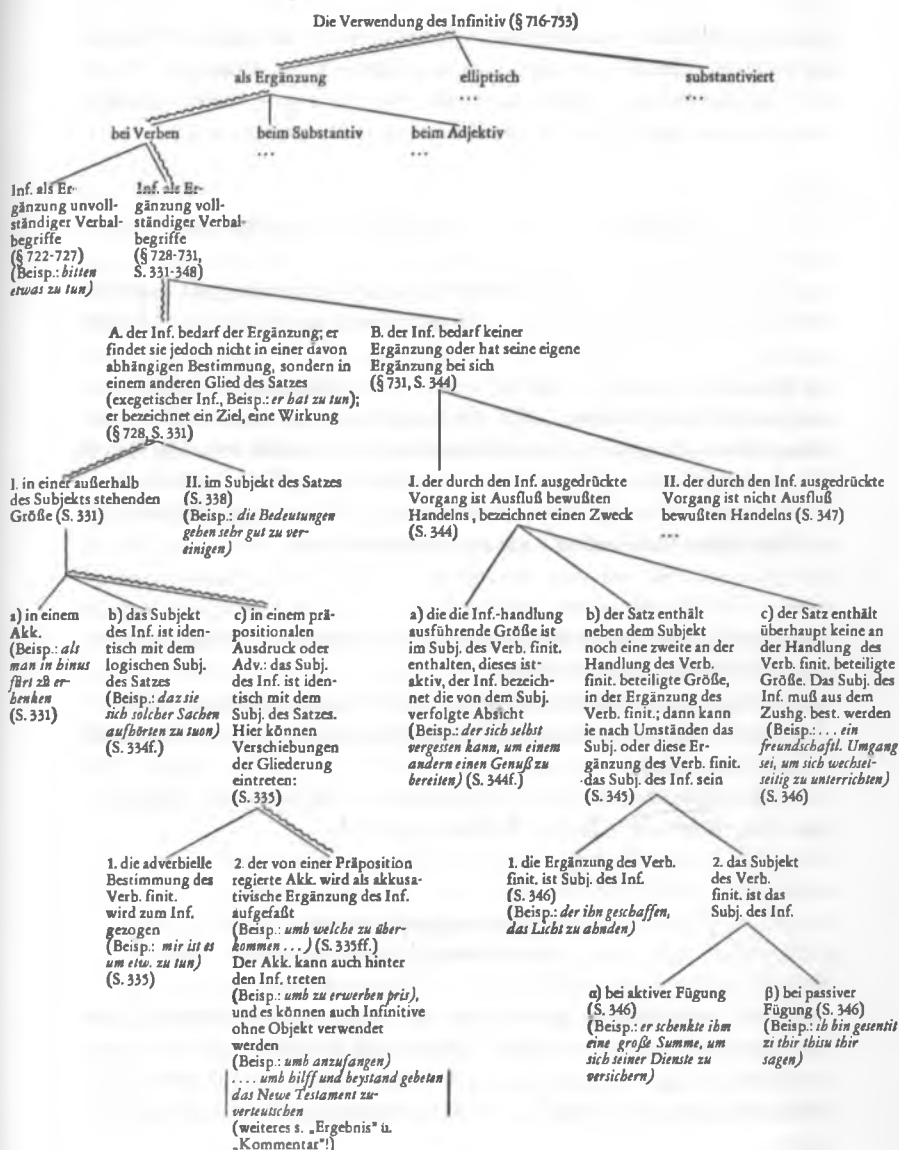 Die Verwendung des Infinitiv (§ 716-753)
als Ergänzung
elliptisch
...
substantiviert
...
bei Verben
beim Substantiv
...
beim Adjektiv
...
Inf. als Er-
gänzung unvoll-
ständiger Verbal-
begriffe
(§ 722-727)
(Beisp.: bitten
etwas zu tun)
Inf. als Er-
gänzung voll-
ständiger Verbal-
begriffe
(§ 728-731,
S. 331-348)
A. der Inf. bedarf der Ergänzung; er
findet sie jedoch nicht in einer davon
abhängigen Bestimmung, sondern in
einem anderen Glied des Satzes
(exegetischer Inf., Beisp.: er hat zu tun);
er bezeichnet ein Ziel, eine Wirkung
(§ 728, S. 331)
B. der Inf. bedarf keiner
Ergänzung oder hat seine eigene
Ergänzung bei sich
(§ 731, S. 344)
I. in einer außerhalb
des Subjekts stehenden
Größe (S. 331)
II. im Subjekt des Satzes
(S. 338)
(Beisp.: die Bedeutungen
gehen sehr gut zu ver-
einigen)
I. der durch den Inf. ausgedrückte
Vorgang ist Ausfluß bewußten
Handelns, bezeichnet einen Zweck
(S. 344)
II. der durch den Inf. ausgedrückte
Vorgang ist nicht Ausfluß
bewußten Handelns (S. 347)
...
a) in einem
Akk.
(Beisp.: als
man in hinus
fürt zů er-
henken
(S. 331)
b) das Subjekt
des Inf. ist iden-
tisch mit dem
logischen Subj.
des Satzes
(Beisp.: daz sie
sich solcher Sachen
aufhörten zu tuon)
(S. 334f.)
c) in einem prä-
positionalen
Ausdruck oder
Adv.: das Subj.
des Inf. ist iden-
tisch mit dem
Subj. des Satzes.
Hier können
Verschiebungen
der Gliederung
eintreten:
(S. 335)
a) die die Inf.-handlung
ausführende Größe ist
im Subj. des Verb. finit.
enthalten, dieses ist
aktiv, der Inf. bezeich-
net die von dem Subj.
verfolgte Absicht
(Beisp.: der sich selbst
vergessen kann, um einem
andern einen Genuß zu
bereiten) (S. 344f.)
b) der Satz enthält
neben dem Subjekt
noch eine zweite an der
Handlung des Verb.
finit. beteiligte Größe,
in der Ergänzung des
Verb. finit.; dann kann
je nach Umständen das
Subj. oder diese Er-
gänzung des Verb. finit.
das Subj. des Inf. sein
(S. 345)
c) der Satz enthält
überhaupt keine an
der Handlung des
Verb. finit. beteiligte
Größe. Das Subj. des
Inf. muß aus dem
Zushg. best. werden
(Beisp.: ... ein
freundschaftl. Umgang
sei, um sich wechsel-
seitig zu unterrichten)
(S. 346)
1. die adverbielle
Bestimmung des
Verb. finit.
wird zum Inf.
gezogen
(Beisp.: mir ist es
um etw. zu tun)
(S. 335)
2. der von einer Präposition
regierte Akk. wird als akkusa-
tivische Ergänzung des Inf.
aufgefaßt
(Beisp.: umb welche zu über-
kommen ...) (S. 335ff.)
Der Akk. kann auch hinter
den Inf. treten
(Beisp.: umb zu erwerben pris),
und es können auch Infinitive
ohne Objekt verwendet
werden
(Beisp.: umb anzufangen)
.... umb hilff und beystand gebeten
das Newe Testament zu-
verteutschen
(weiteres s. „Ergebnis" u.
„Kommentar"!)
1. die Ergänzung des Verb.
finit. ist Subj. des Inf.
(S. 346)
(Beisp.: der ihn geschaffen,
das Licht zu ahnden)
2. das Subjekt
des Verb.
finit. ist das
Subj. des Inf.
α) bei aktiver Fügung
(S. 346)
(Beisp.: er schenkte ihm
eine große Summe, um
sich seiner Dienste zu
versichern)
β) bei passiver
Fügung (S. 346)
(Beisp.: ih bin gesentit
zi thir thisu thir
sagen)